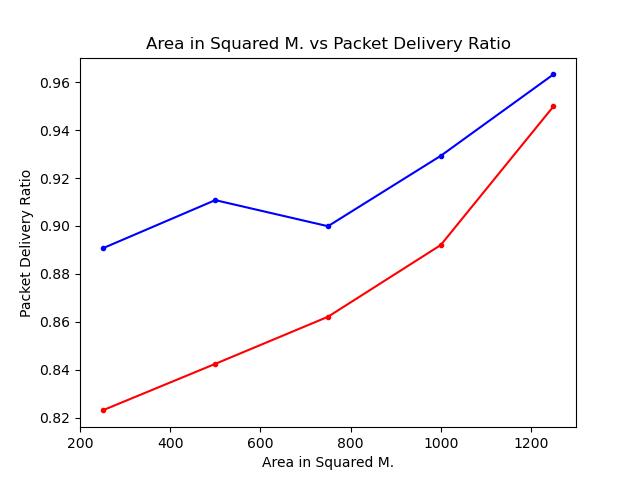 Area in Squared M. vs Packet Delivery Ratio
Packet Delivery Ratio
0.96
0.94
0.92
0.90
0.88
0.86
0.84
0.82
200 400 600 800 1000 1200
Area in Squared M.